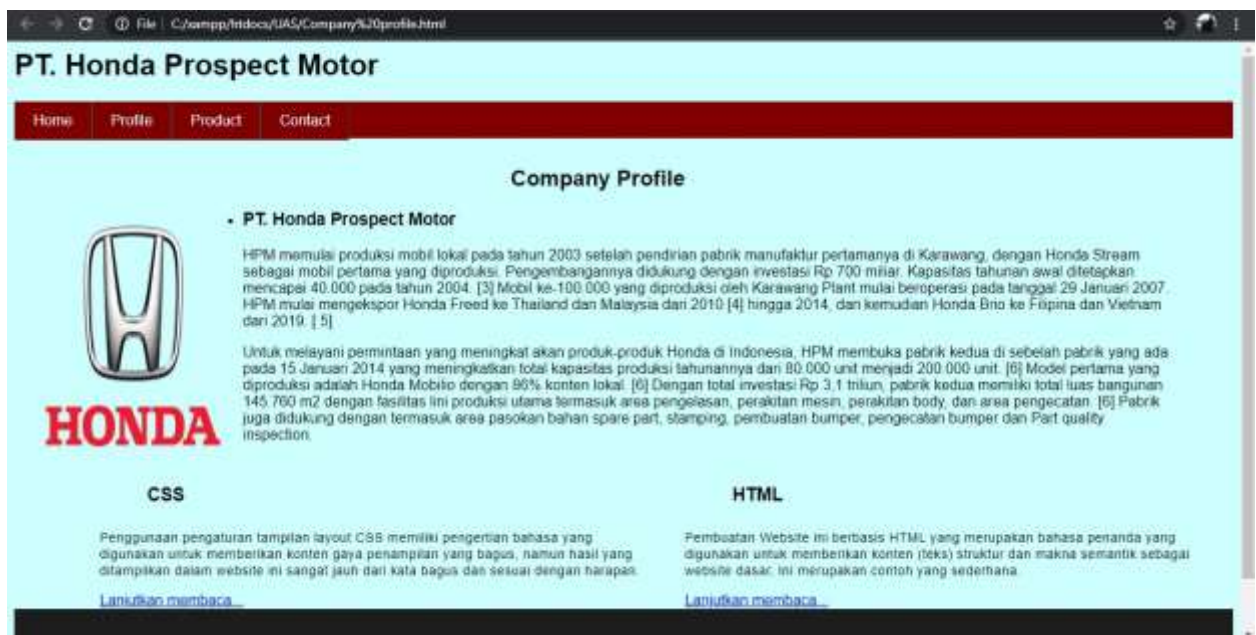 File C:/xampp/htdocs/UAS/Company%20profile.html
PT. Honda Prospect Motor
Home Profile Product Contact
Company Profile
• PT. Honda Prospect Motor
HPM memulai produksi mobil lokal pada tahun 2003 setelah pendirian pabrik manufaktur pertamanya di Karawang, dengan Honda Stream
sebagai mobil pertama yang diproduksi. Pengembangannya didukung dengan investasi Rp 700 miliar. Kapasitas tahunan awal ditetapkan
mencapai 40.000 pada tahun 2004. [3] Mobil ke-100.000 yang diproduksi oleh Karawang Plant mulai beroperasi pada tanggal 29 Januari 2007.
HPM mulai mengekspor Honda Freed ke Thailand dan Malaysia dari 2010 [4] hingga 2014, dan kemudian Honda Brio ke Filipina dan Vietnam
dari 2019. [ 5]
Untuk melayani permintaan yang meningkat akan produk-produk Honda di Indonesia, HPM membuka pabrik kedua di sebelah pabrik yang ada
pada 15 Januari 2014 yang meningkatkan total kapasitas produksi tahunannya dari 80.000 unit menjadi 200.000 unit. [6] Model pertama yang
diproduksi adalah Honda Mobilio dengan 86% konten lokal. [6] Dengan total investasi Rp 3,1 triliun, pabrik kedua memiliki total luas bangunan
145.760 m2 dengan fasilitas lini produksi utama termasuk area pengelasan, perakitan mesin, perakitan body, dan area pengecatan. [6] Pabrik
juga didukung dengan termasuk area pasokan bahan spare part, stamping, pembuatan bumper, pengecatan bumper dan Part quality
inspection.
HONDA
CSS
Penggunaan pengaturan tampilan layout CSS memiliki pengertian bahasa yang
digunakan untuk memberikan konten gaya penampilan yang bagus, namun hasil yang
ditampilkan dalam website ini sangat jauh dari kata bagus dan sesuai dengan harapan.
Lanjutkan membaca...
HTML
Pembuatan Website ini berbasis HTML yang merupakan bahasa penanda yang
digunakan untuk memberikan konten (teks) struktur dan makna semantik sebagai
website dasar. Ini merupakan contoh yang sederhana.
Lanjutkan membaca...